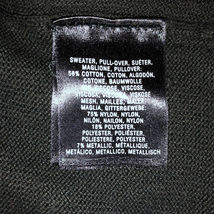 SWEATER, PULL-OVER, SUÉTER,
MAGLIONE, PULLOVER:
56% COTTON, COTON, ALGODÓN,
COTONE, BAUMWOLLE
VISCOSE, VISCOSE
MESH, MAILLES, MALLA,
MAGLIA, GITTERGEWEBE:
75% NYLON, NYLON,
NILÓN, NAILON, NYLON
18% POLYESTER,
POLYESTER, POLIÉSTER,
POLIESTERE, POLYESTER
7% METALLIC, MÉTALLIQUE,
METÁLICO, METALLICO, METALLISCH